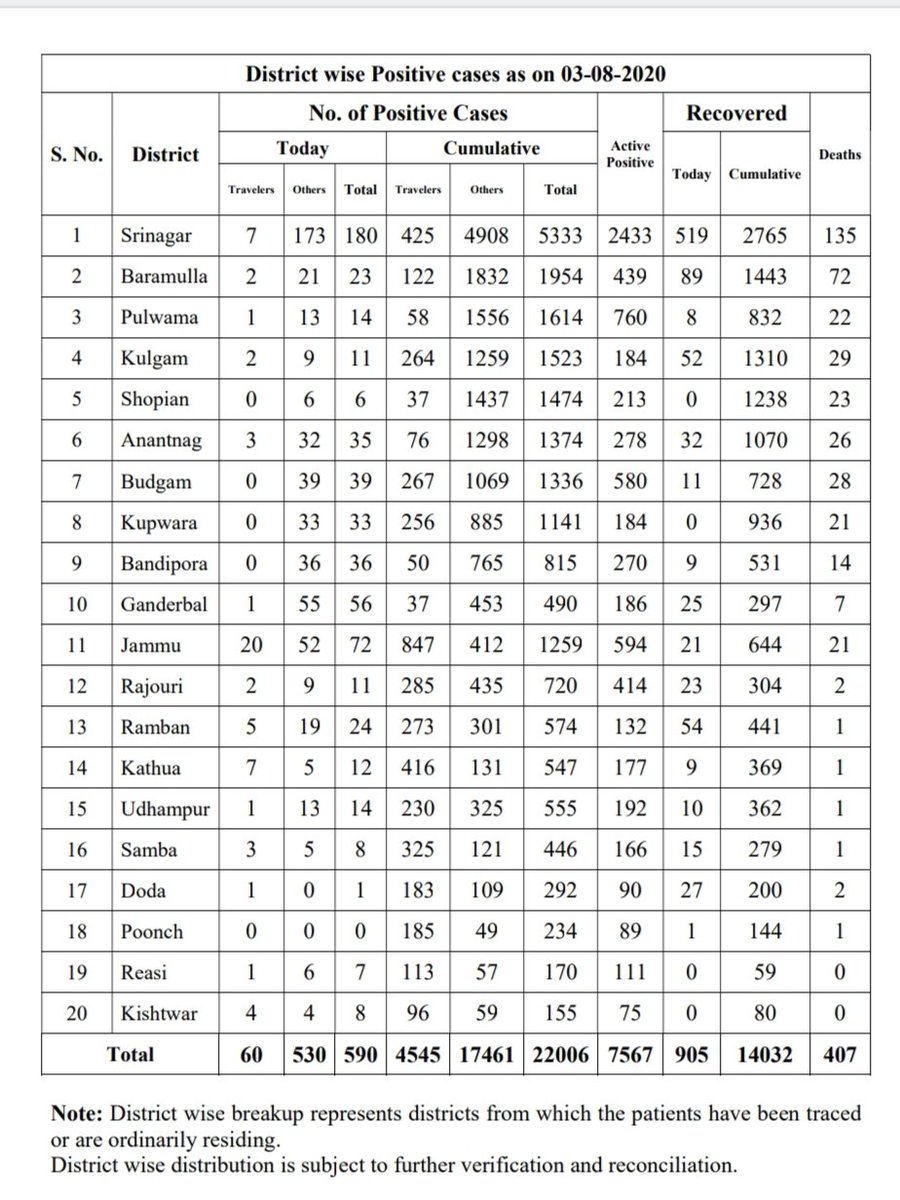 District wise Positive cases as on 03-08-2020
S. No. District No. of Positive Cases Active Positive Recovered Deaths
Today Cumulative Today Cumulative
Travelers Others Total Travelers Others Total
1 Srinagar 7 173 180 425 4908 5333 2433 519 2765 135
2 Baramulla 2 21 23 122 1832 1954 439 89 1443 72
3 Pulwama 1 13 14 58 1556 1614 760 8 832 22
4 Kulgam 2 9 11 264 1259 1523 184 52 1310 29
5 Shopian 0 6 6 37 1437 1474 213 0 1238 23
6 Anantnag 3 32 35 76 1298 1374 278 32 1070 26
7 Budgam 0 39 39 267 1069 1336 580 11 728 28
8 Kupwara 0 33 33 256 885 1141 184 0 936 21
9 Bandipora 0 36 36 50 765 815 270 9 531 14
10 Ganderbal 1 55 56 37 453 490 186 25 297 7
11 Jammu 20 52 72 847 412 1259 594 21 644 21
12 Rajouri 2 9 11 285 435 720 414 23 304 2
13 Ramban 5 19 24 273 301 574 132 54 441 1
14 Kathua 7 5 12 416 131 547 177 9 369 1
15 Udhampur 1 13 14 230 325 555 192 10 362 1
16 Samba 3 5 8 325 121 446 166 15 279 1
17 Doda 1 0 1 183 109 292 90 27 200 2
18 Poonch 0 0 0 185 49 234 89 1 144 1
19 Reasi 1 6 7 113 57 170 111 0 59 0
20 Kishtwar 4 4 8 96 59 155 75 0 80 0
Total 60 530 590 4545 17461 22006 7567 905 14032 407
Note: District wise breakup represents districts from which the patients have been traced
or are ordinarily residing.
District wise distribution is subject to further verification and reconciliation.